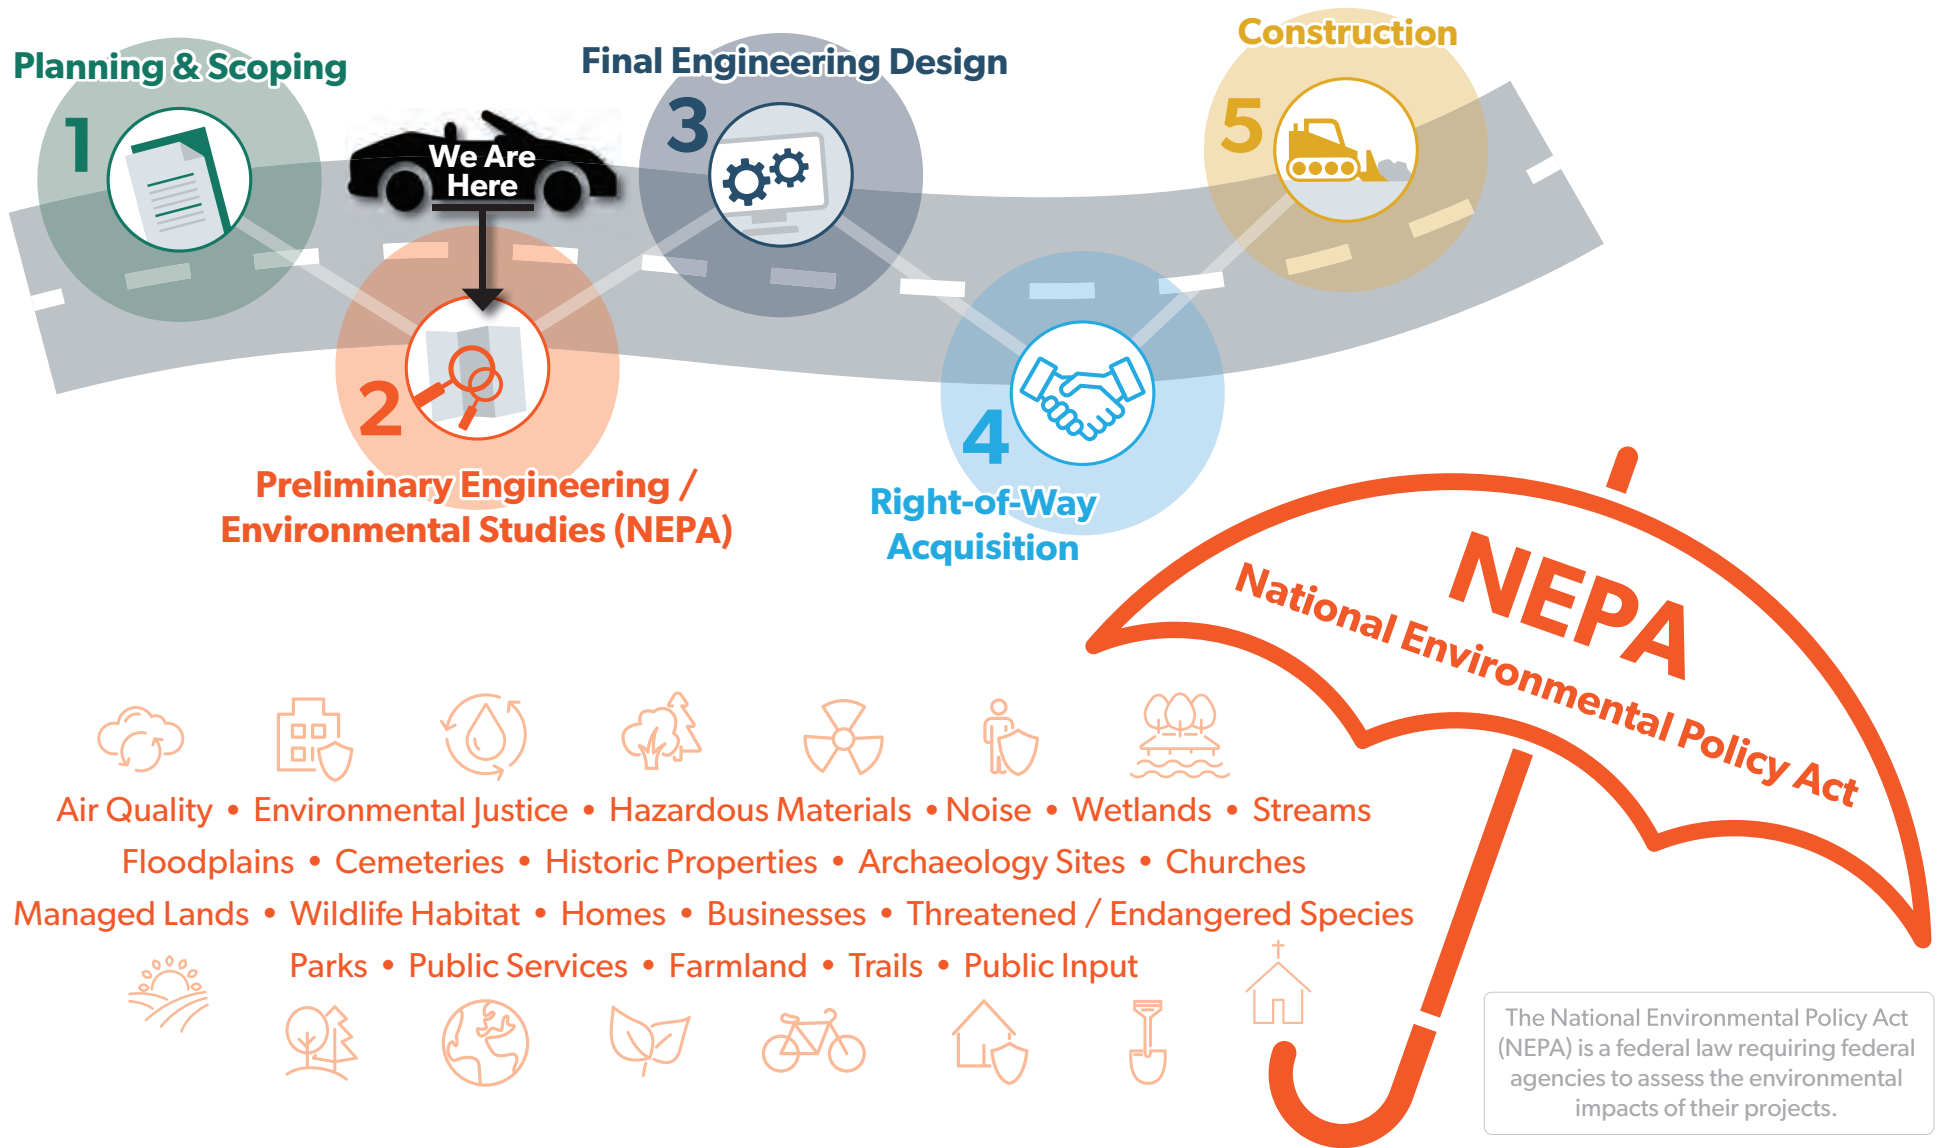 Planning & Scoping
1
We Are
Here
2
Preliminary Engineering /
Environmental Studies (NEPA)
Final Engineering Design
3
4
Right-of-Way
Acquisition
Construction
5
NEPA
National Environmental Policy Act
Air Quality • Environmental Justice • Hazardous Materials • Noise • Wetlands • Streams
Floodplains • Cemeteries • Historic Properties • Archaeology Sites • Churches
Managed Lands • Wildlife Habitat • Homes • Businesses • Threatened / Endangered Species
Parks • Public Services • Farmland • Trails • Public Input
The National Environmental Policy Act
(NEPA) is a federal law requiring federal
agencies to assess the environmental
impacts of their projects.